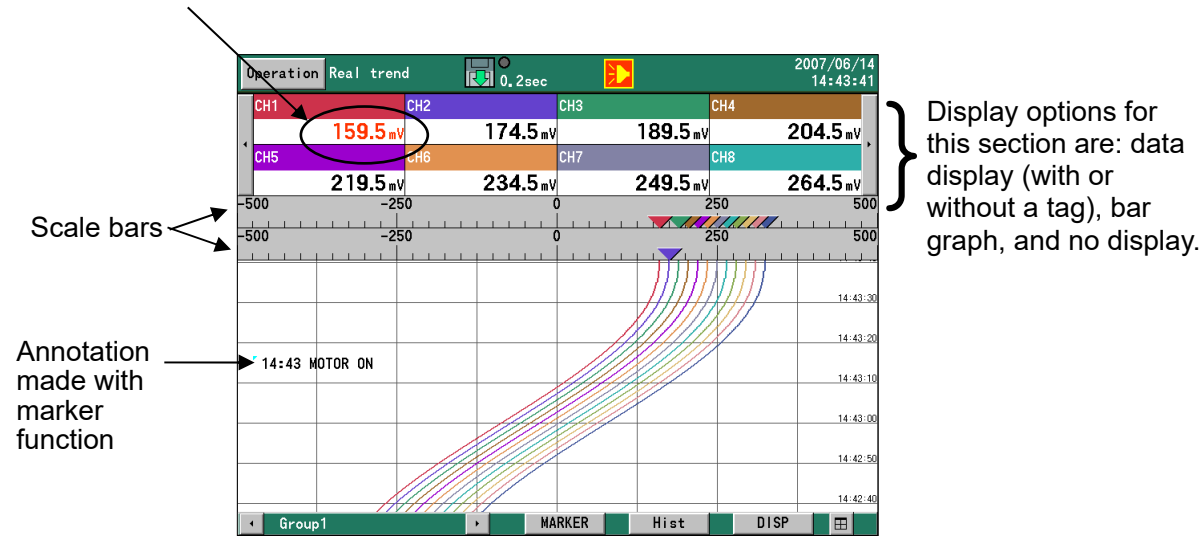 Operation Real trend 0.2sec 2007/06/14
14:43:41
CH1 CH2 CH3 CH4
159.5mV 174.5mV 189.5mV 204.5mV
CH5 CH6 CH7 CH8
219.5mV 234.5mV 249.5mV 264.5mV
-500 -250 0 250 500
-500 -250 0 250 500
Display options for
this section are: data
display (with or
without a tag), bar
graph, and no display.
Scale bars
14:43:30
14:43:20
14:43 MOTOR ON
14:43:10
14:43:00
14:42:50
14:42:40
Annotation
made with
marker
function
Group1 MARKER Hist DISP